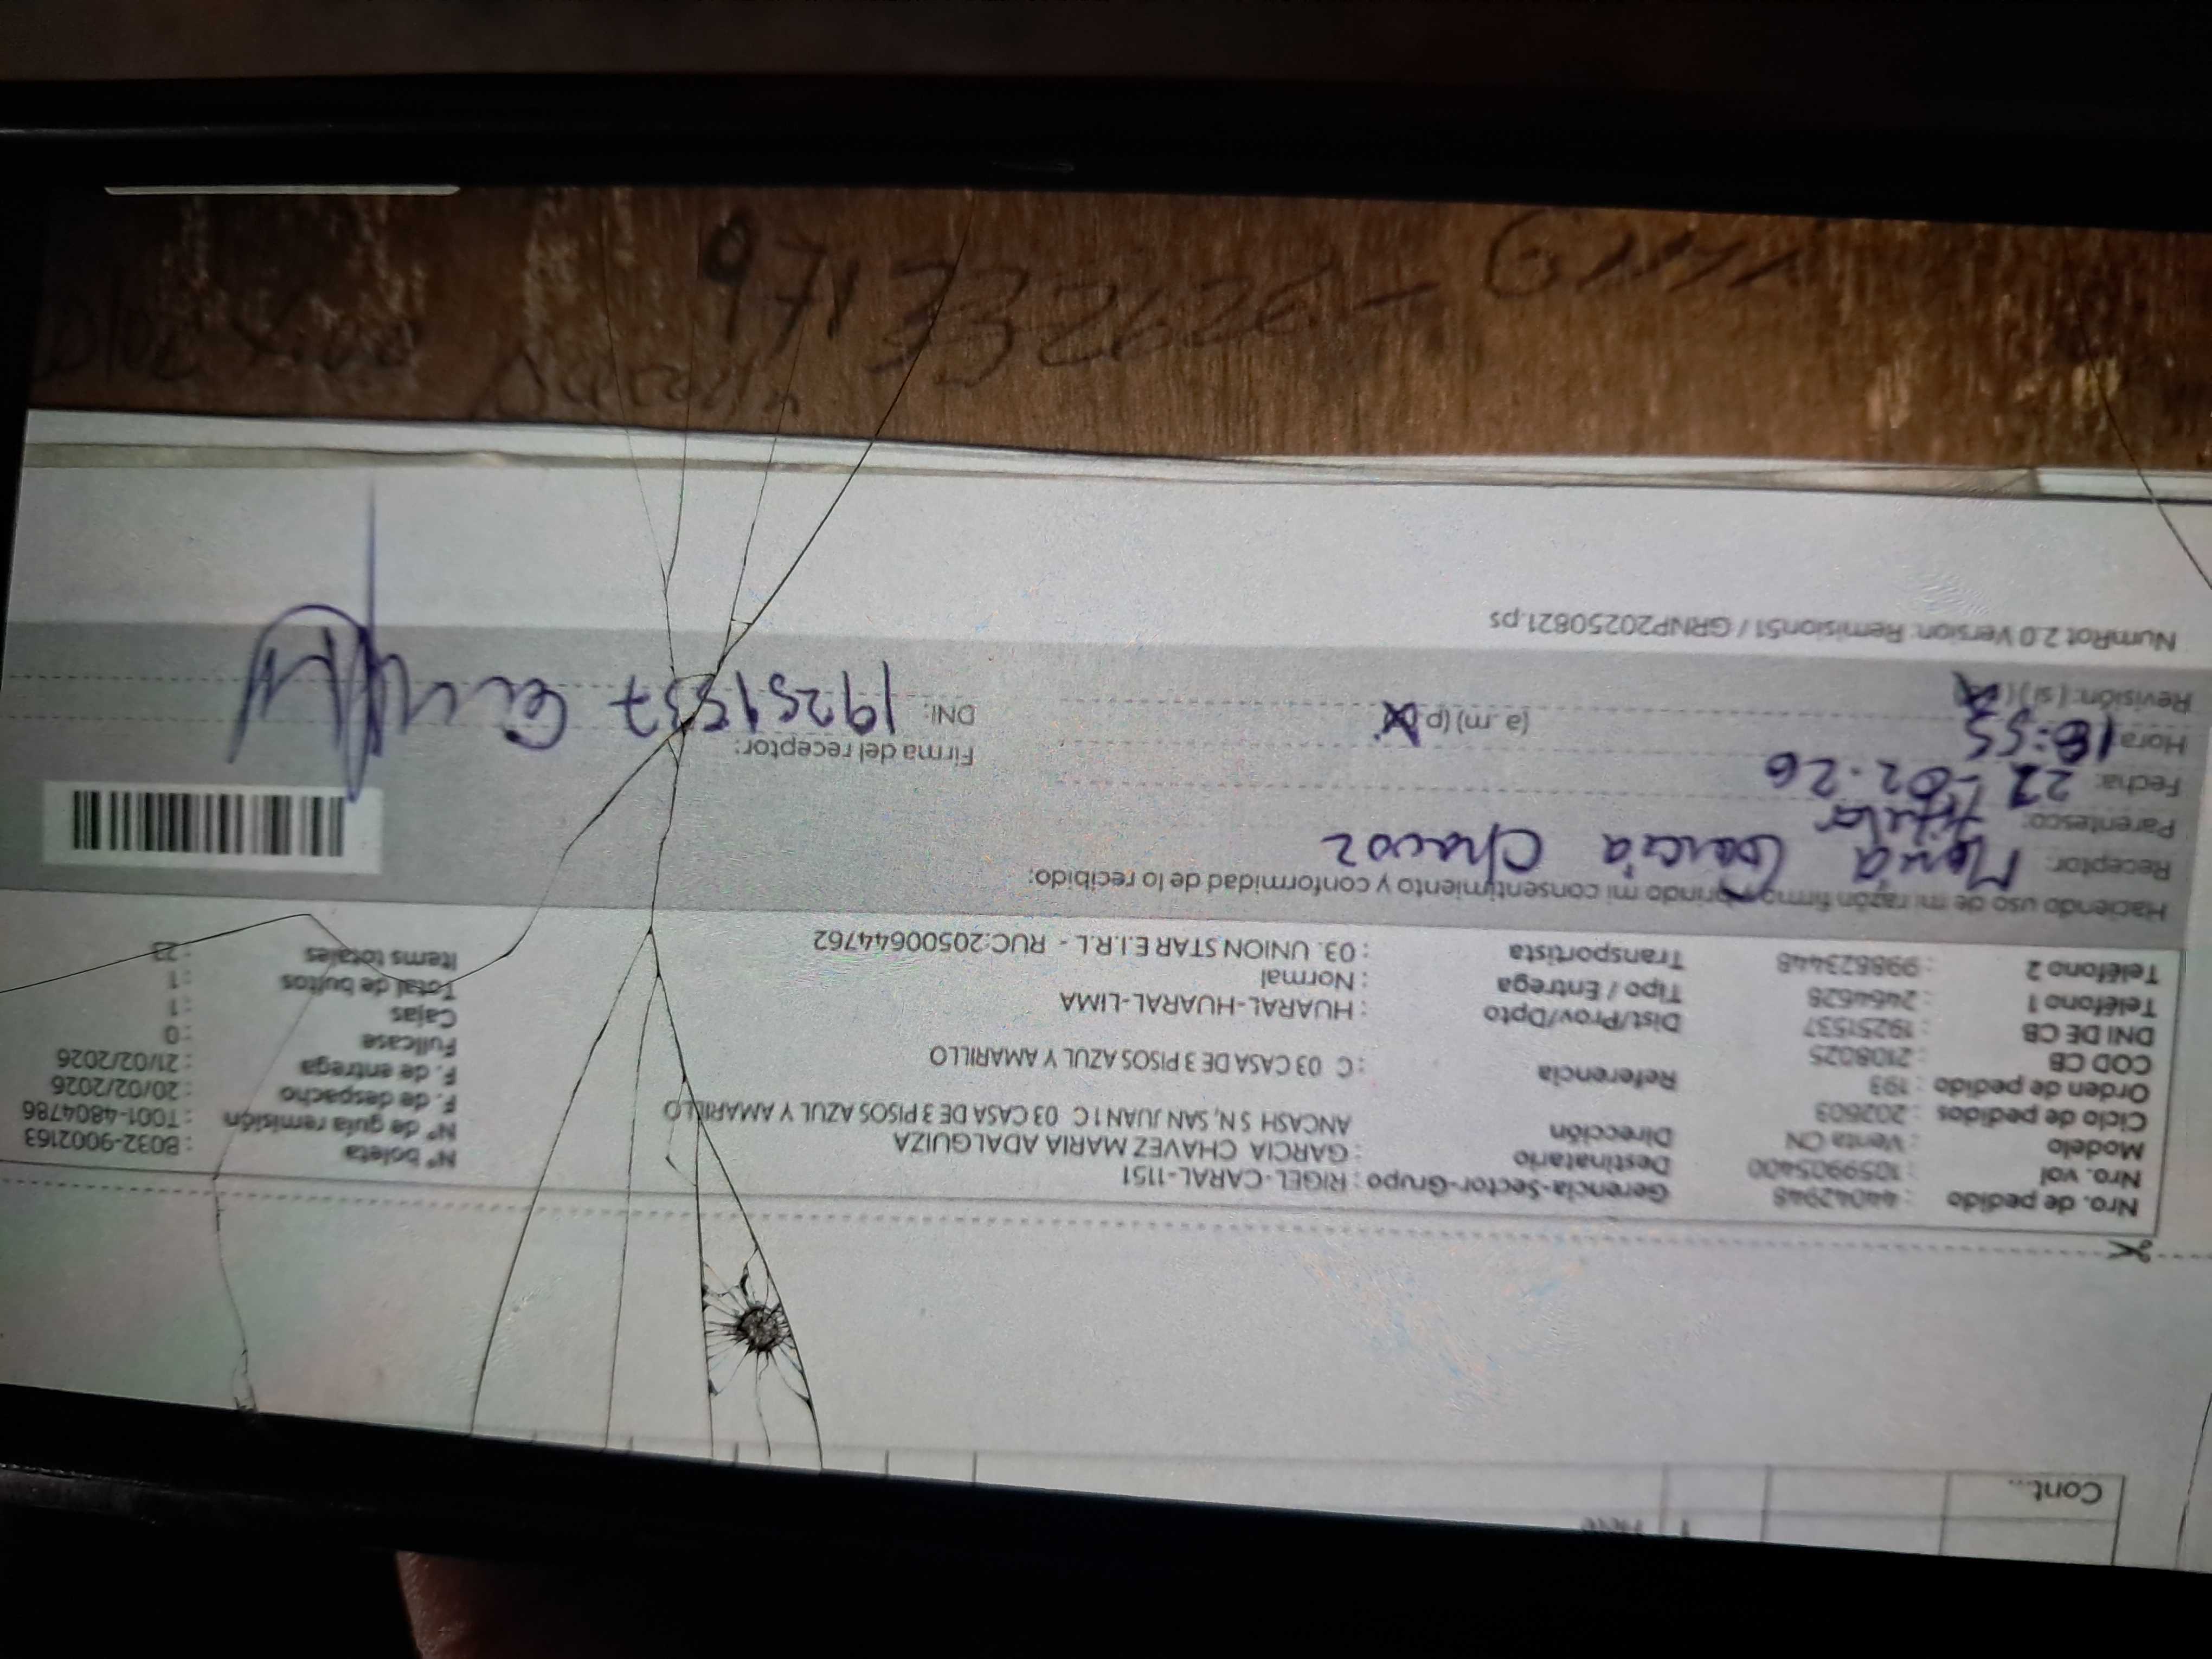 Cont...
Nro. de pedido : 44042948
Nro. vol : 1059905400
Modelo : Venta CN
Ciclo de pedidos : 202603
Orden de pedido : 193
COD CB : 2108025
DNI DE CB : 19251537
Teléfono 1 : 2464628
Teléfono 2 : 998823448
Gerencia-Sector-Grupo : RIGEL-CARAL-1151
Destinatario : GARCIA CHAVEZ MARIA ADALGUIZA
Dirección ANCASH S N, SAN JUAN 1 C 03 CASA DE 3 PISOS AZUL Y AMARILLO
Referencia : C 03 CASA DE 3 PISOS AZUL Y AMARILLO
Dist/Prov/Dpto : HUARAL-HUARAL-LIMA
Tipo / Entrega : Normal
Transportista : 03. UNION STAR E.I.R.L - RUC:20500644762
N° boleta : B032-9002163
N° de guía remisión : T001-4804786
F. de despacho : 20/02/2026
F. de entrega : 21/02/2026
Fullcase : 0
Cajas : 1
Total de bultos : 1
Items totales : 23
Haciendo uso de mi razón firmo y brindo mi consentimiento y conformidad de lo recibido:
Receptor: Maria Garcia Chavez
Parentesco: titular
Fecha: 21-02-26
Hora: 18:55 (a .m) (p
Revisión: ( si) (
Firma del receptor:
DNI: 19251537
NumRot 2.0 Version: Remision51 / GRNP20250821.ps